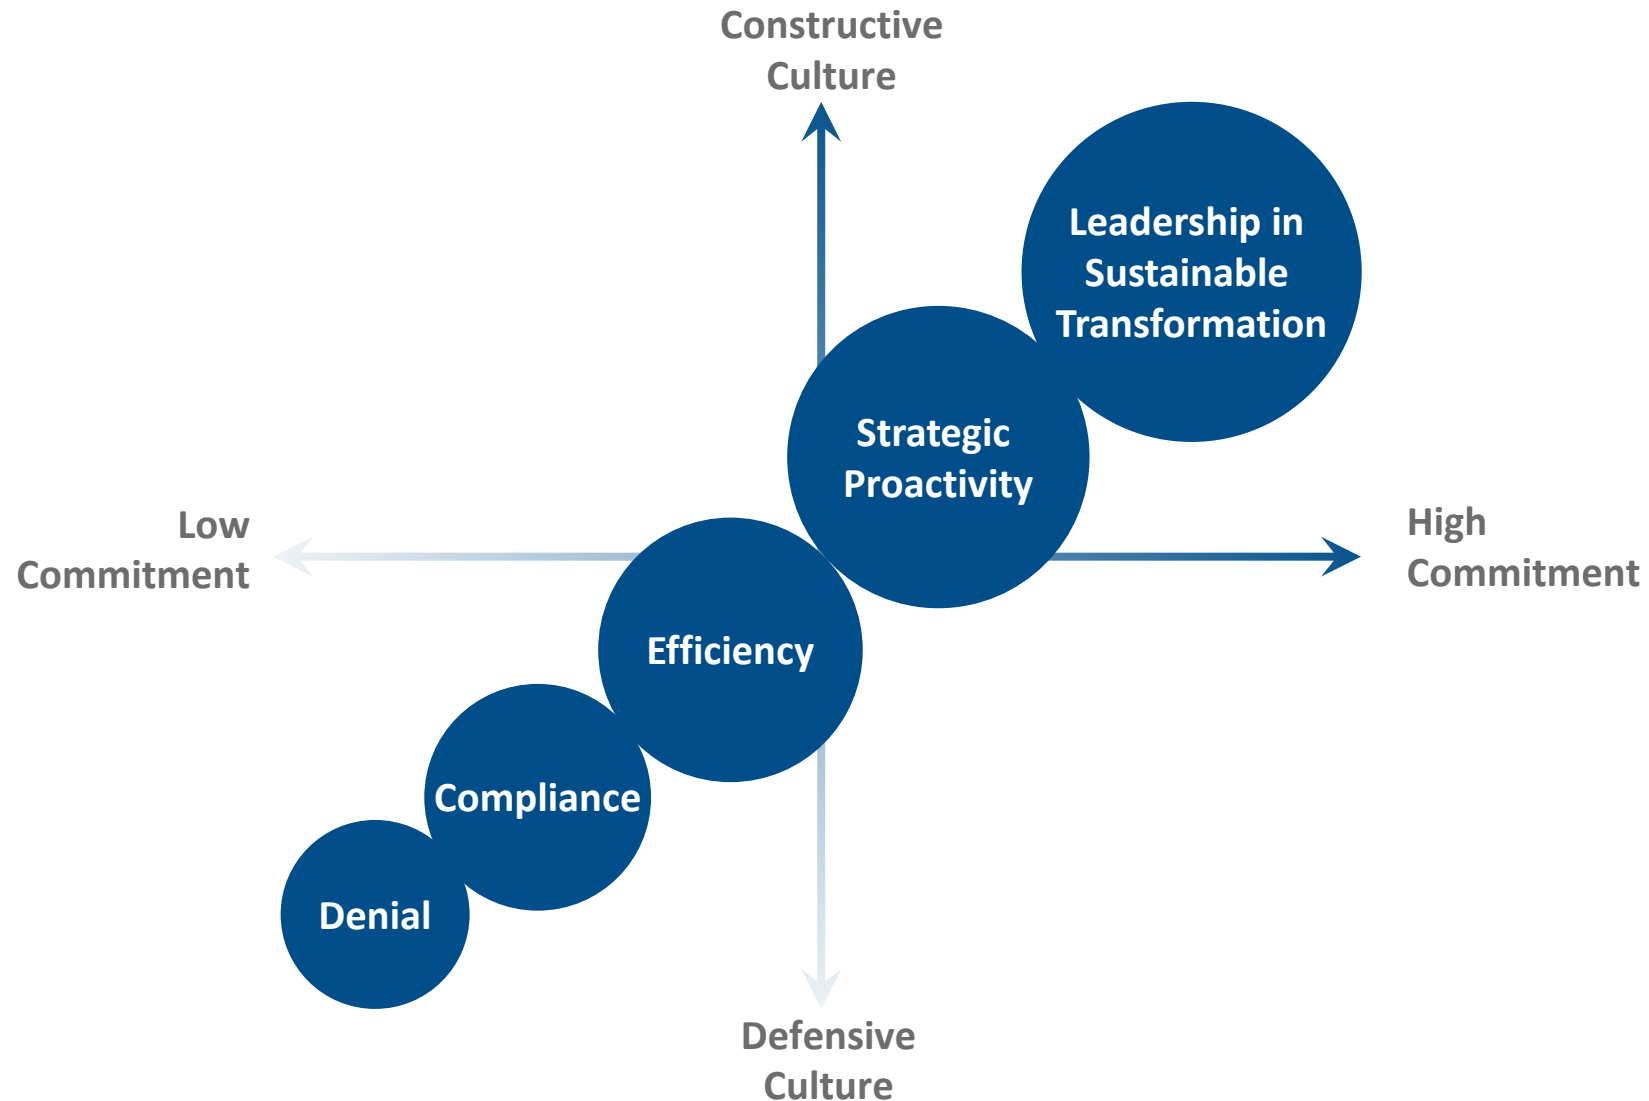 Constructive
Culture
Leadership in
Sustainable
Transformation
Strategic
Proactivity
Low
Commitment
High
Commitment
Efficiency
Compliance
Denial
Defensive
Culture